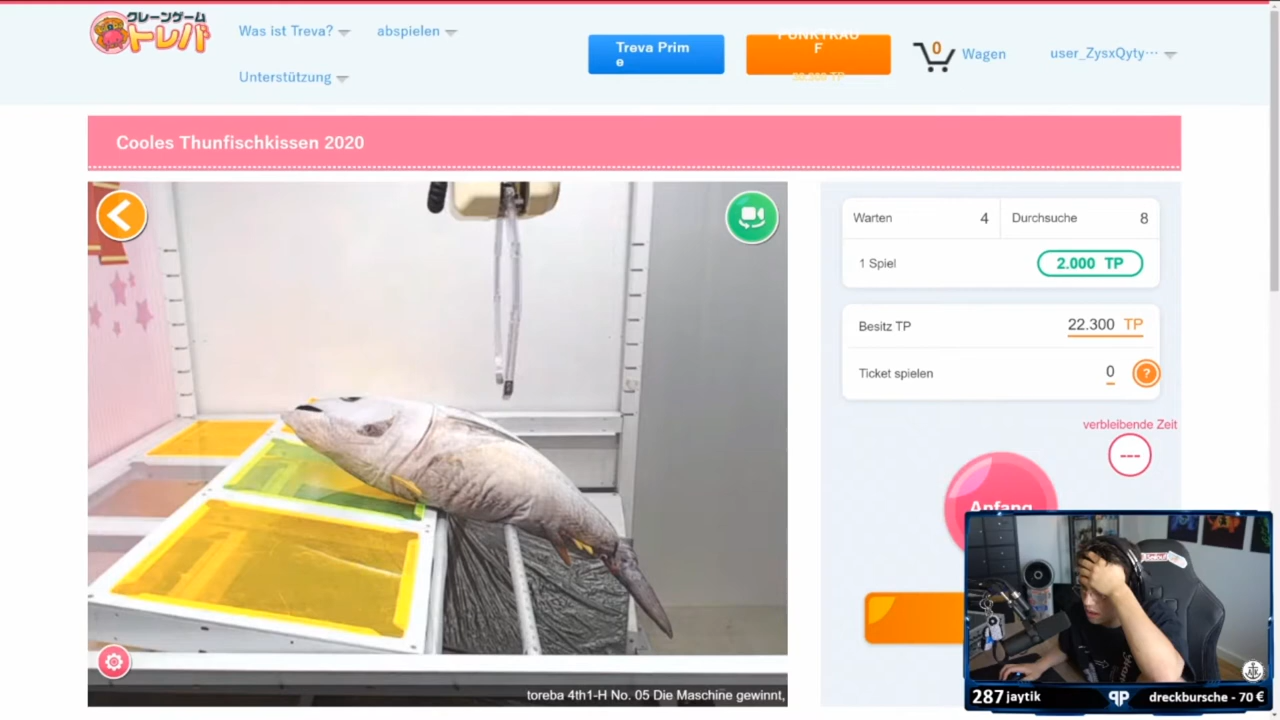 クレーンゲーム
トレバ
Was ist Treva?
abspielen
Unterstützung
Treva Prim
e
PUNKTKAU
F
0
Wagen
user_ZysxQyty···
Cooles Thunfischkissen 2020
Warten 4
Durchsuche 8
1 Spiel
2.000 TP
Besitz TP
22.300 TP
Ticket spielen
0
?
verbleibende Zeit
---
Anfang
toreba 4th1-H No. 05 Die Maschine gewinnt,
287 jaytik
dreckbursche - 70 €